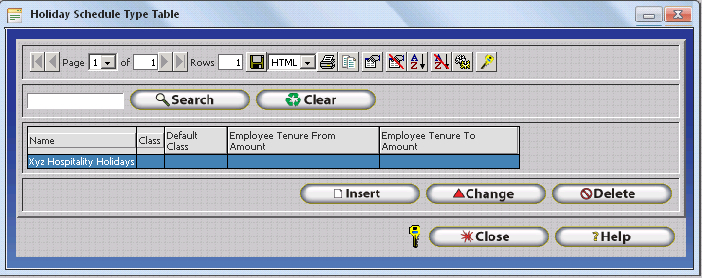 Holiday Schedule Type Table
Page 1 of 1 Rows 1 HTML
Search Clear
Name Class Default Class Employee Tenure From Amount Employee Tenure To Amount
Xyz Hospitality Holidays
Insert Change Delete
Close ?Help